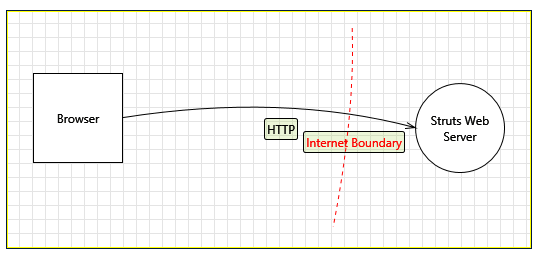 Browser
HTTP
Internet Boundary
Struts Web
Server